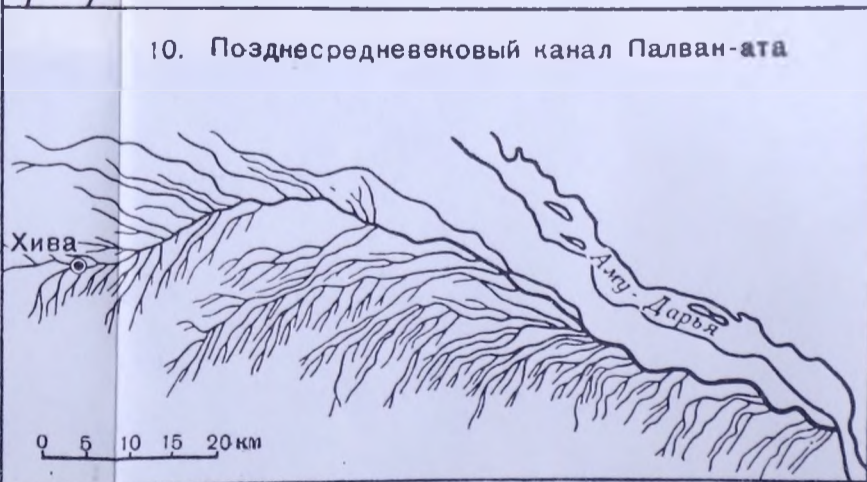 10. Позднесредневековый канал Палван-ата
Хива
Аму-Дарья
0 5 10 15 20 км